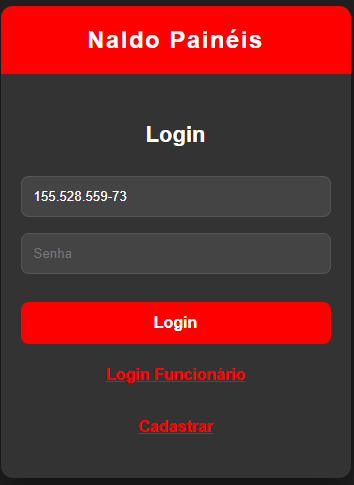 Naldo Painéis
Login
155.528.559-73
Senha
Login
Login Funcionário
Cadastrar